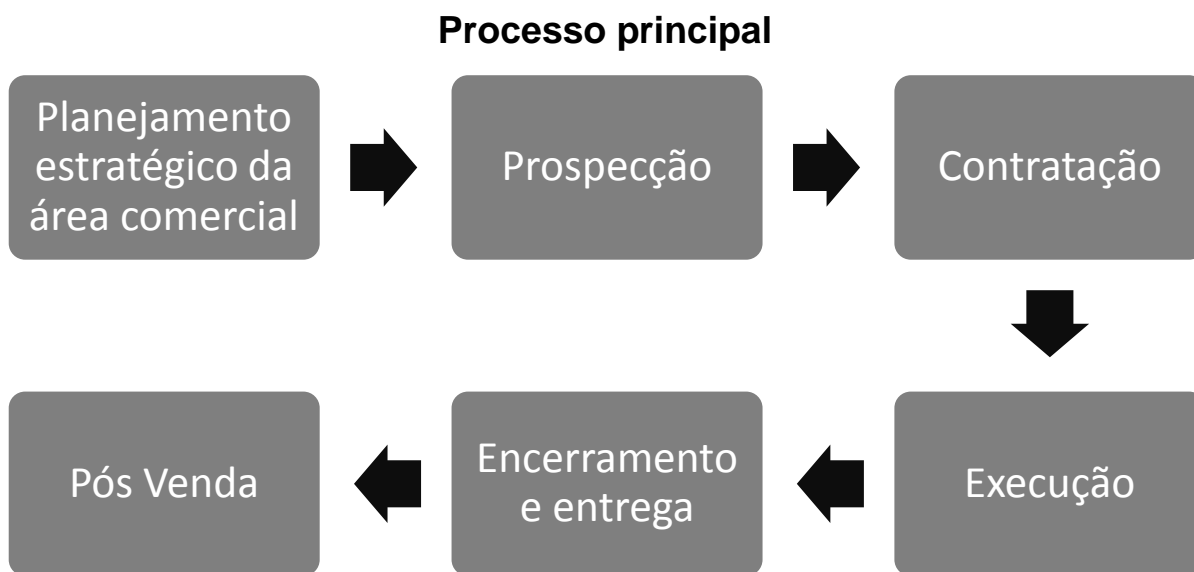 Processo principal
Planejamento
estratégico da
área comercial
Prospecção
Contratação
Execução
Encerramento
e entrega
Pós Venda